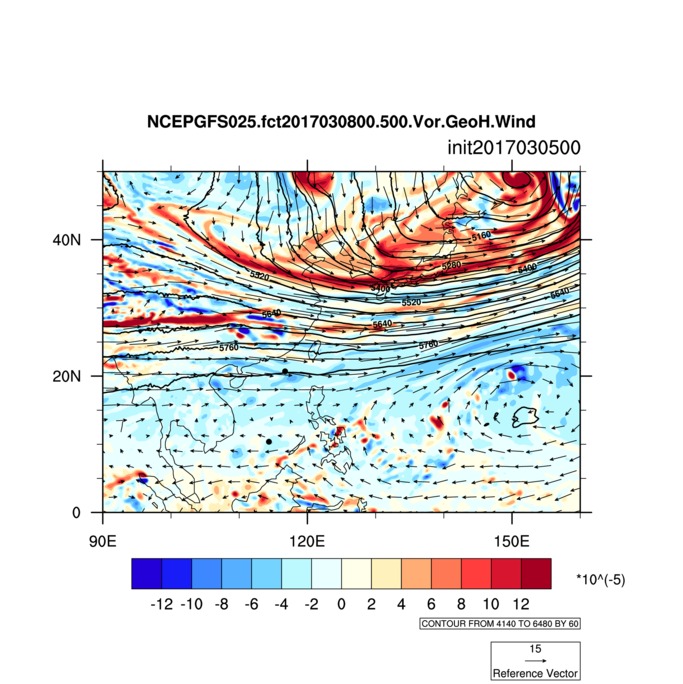 NCEPGFS025.fct2017030800.500.Vor.GeoH.Wind
init2017030500
40N
20N
0
90E 120E 150E
5160
5280
5400
5520
5640
5520
5400
5640
5640
5760
5760
-12 -10 -8 -6 -4 -2 0 2 4 6 8 10 12
*10^(-5)
CONTOUR FROM 4140 TO 6480 BY 60
15
Reference Vector